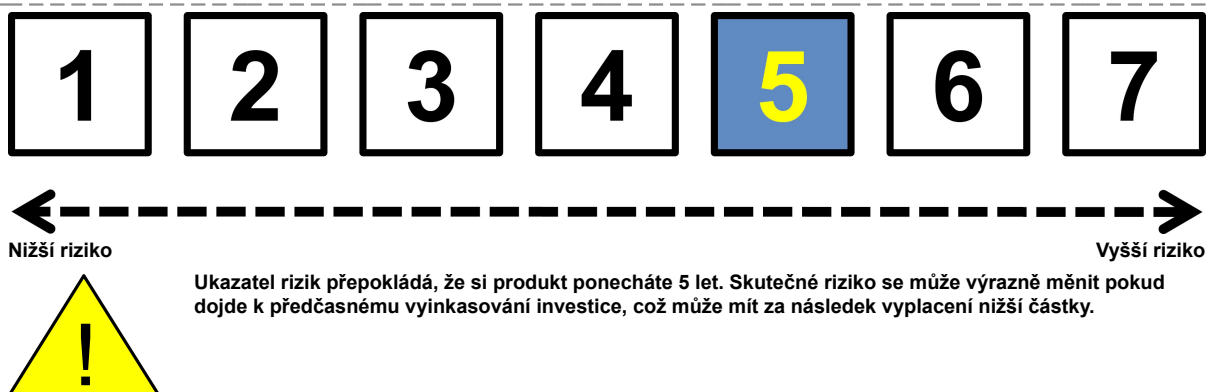 1 2 3 4 5 6 7
Nižší riziko Vyšší riziko
Ukazatel rizik přepokládá, že si produkt ponecháte 5 let. Skutečné riziko se může výrazně měnit pokud
dojde k předčasnému vyinkasování investice, což může mít za následek vyplacení nižší částky.
!